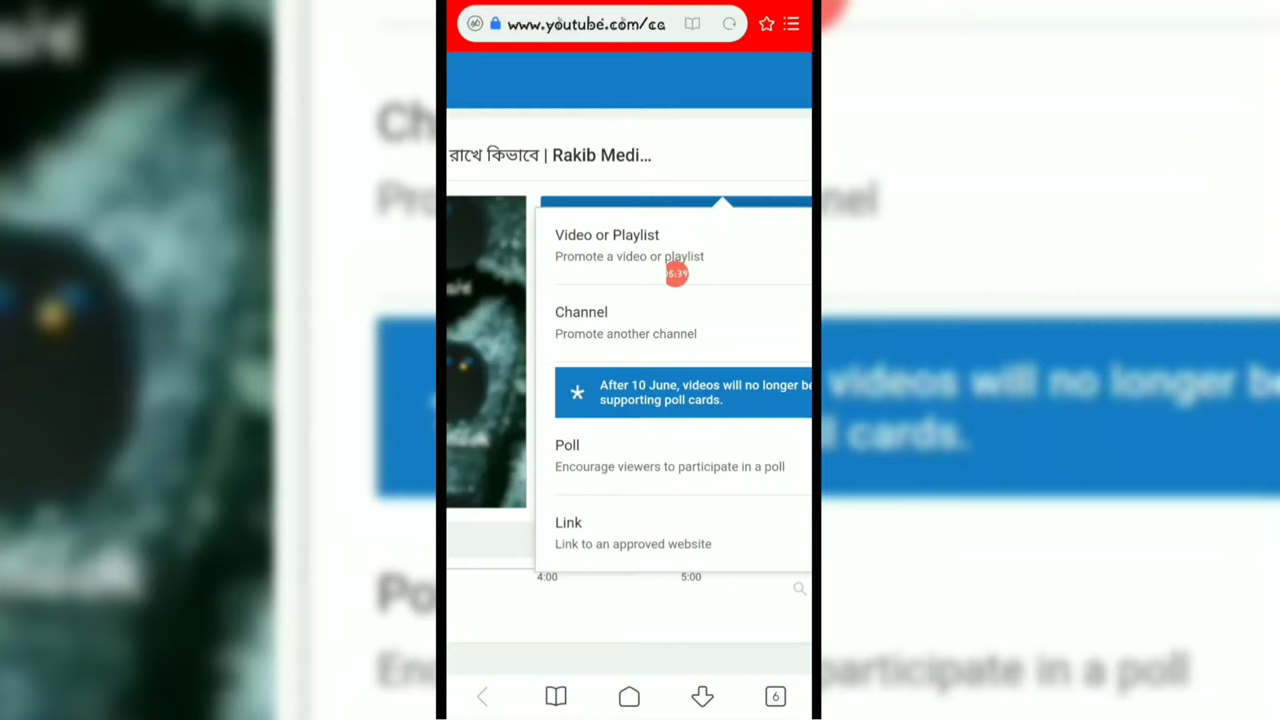 www.youtube.com/ca
রাখে কিভাবে | Rakib Medi...
Video or Playlist
Promote a video or playlist
05:39
Channel
Promote another channel
After 10 June, videos will no longer be
supporting poll cards.
Poll
Encourage viewers to participate in a poll
Link
Link to an approved website
4:00
5:00
6